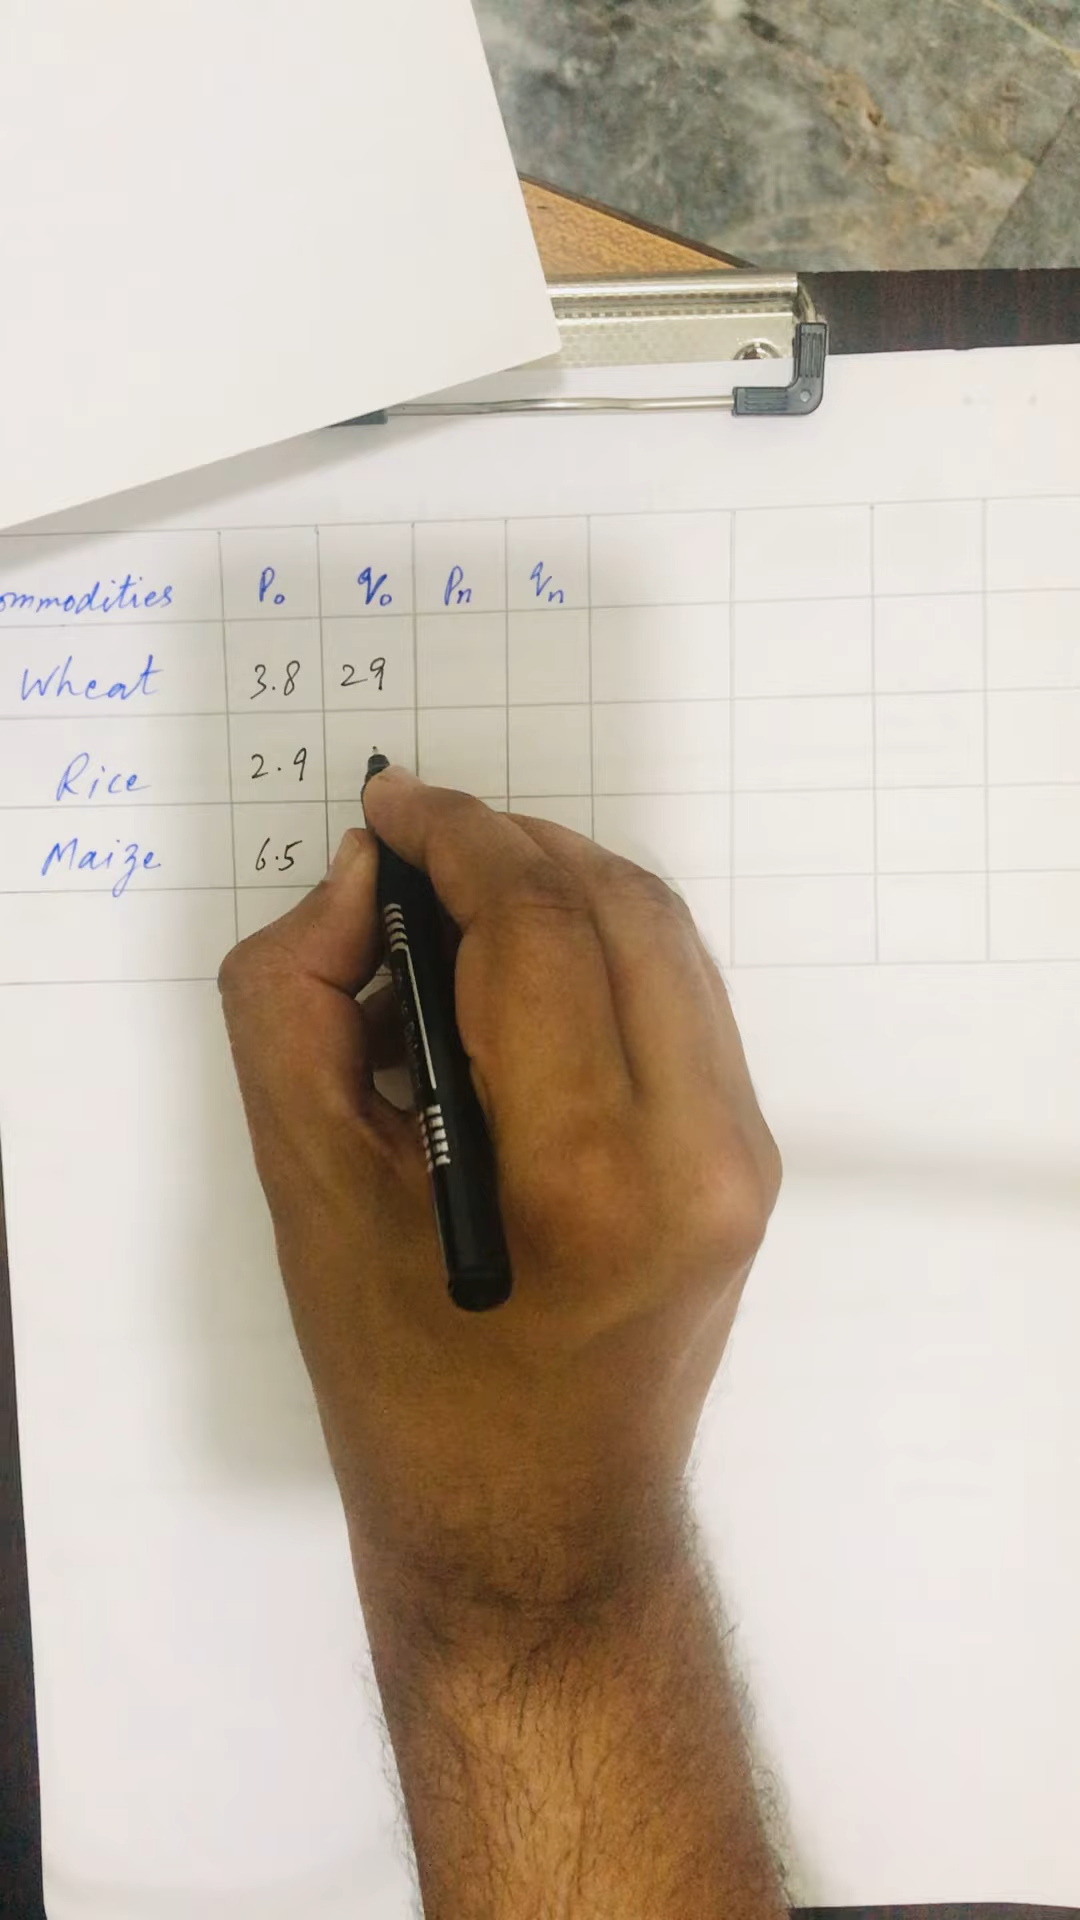 ommodities P₀ q₀ Pn qn
Wheat 3.8 29
Rice 2.9
Maize 6.5